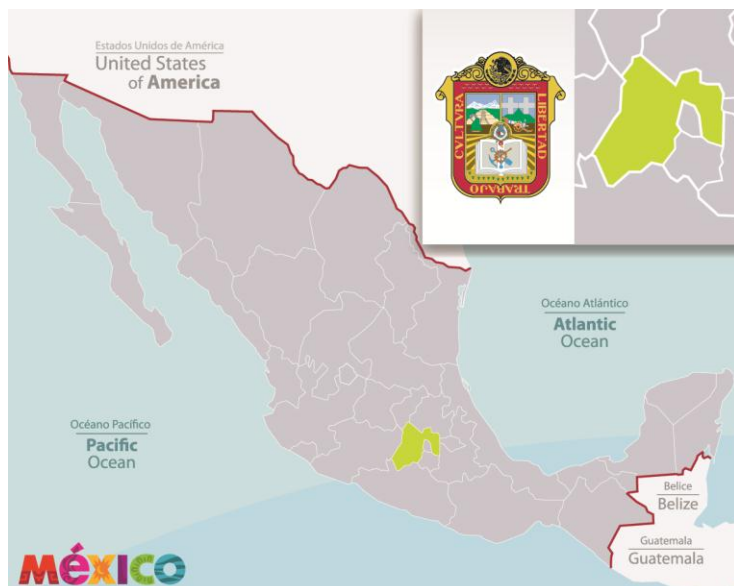 Estados Unidos de América
United States
of America
CVLTVRA
LIBERTAD
TRABAJO
Océano Atlántico
Atlantic
Ocean
Océano Pacífico
Pacific
Ocean
Belice
Belize
Guatemala
Guatemala
MéXICO